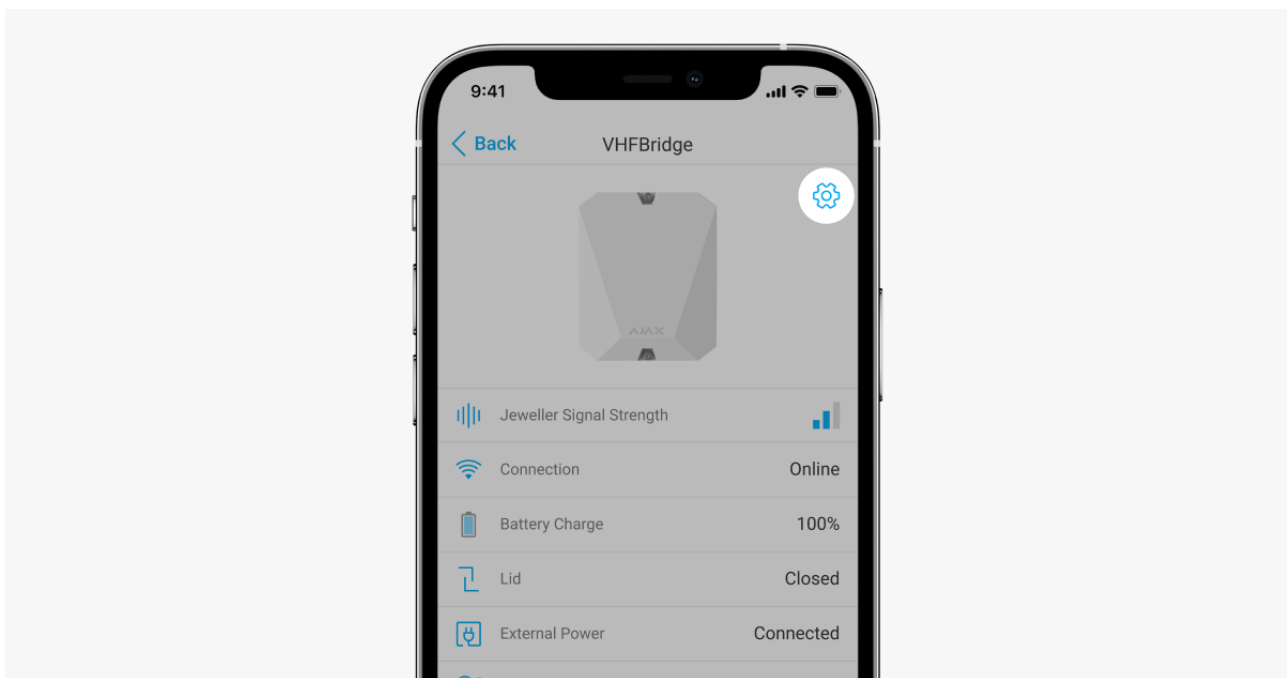 9:41
Back VHFBridge
AJAX
Jeweller Signal Strength
Connection Online
Battery Charge 100%
Lid Closed
External Power Connected